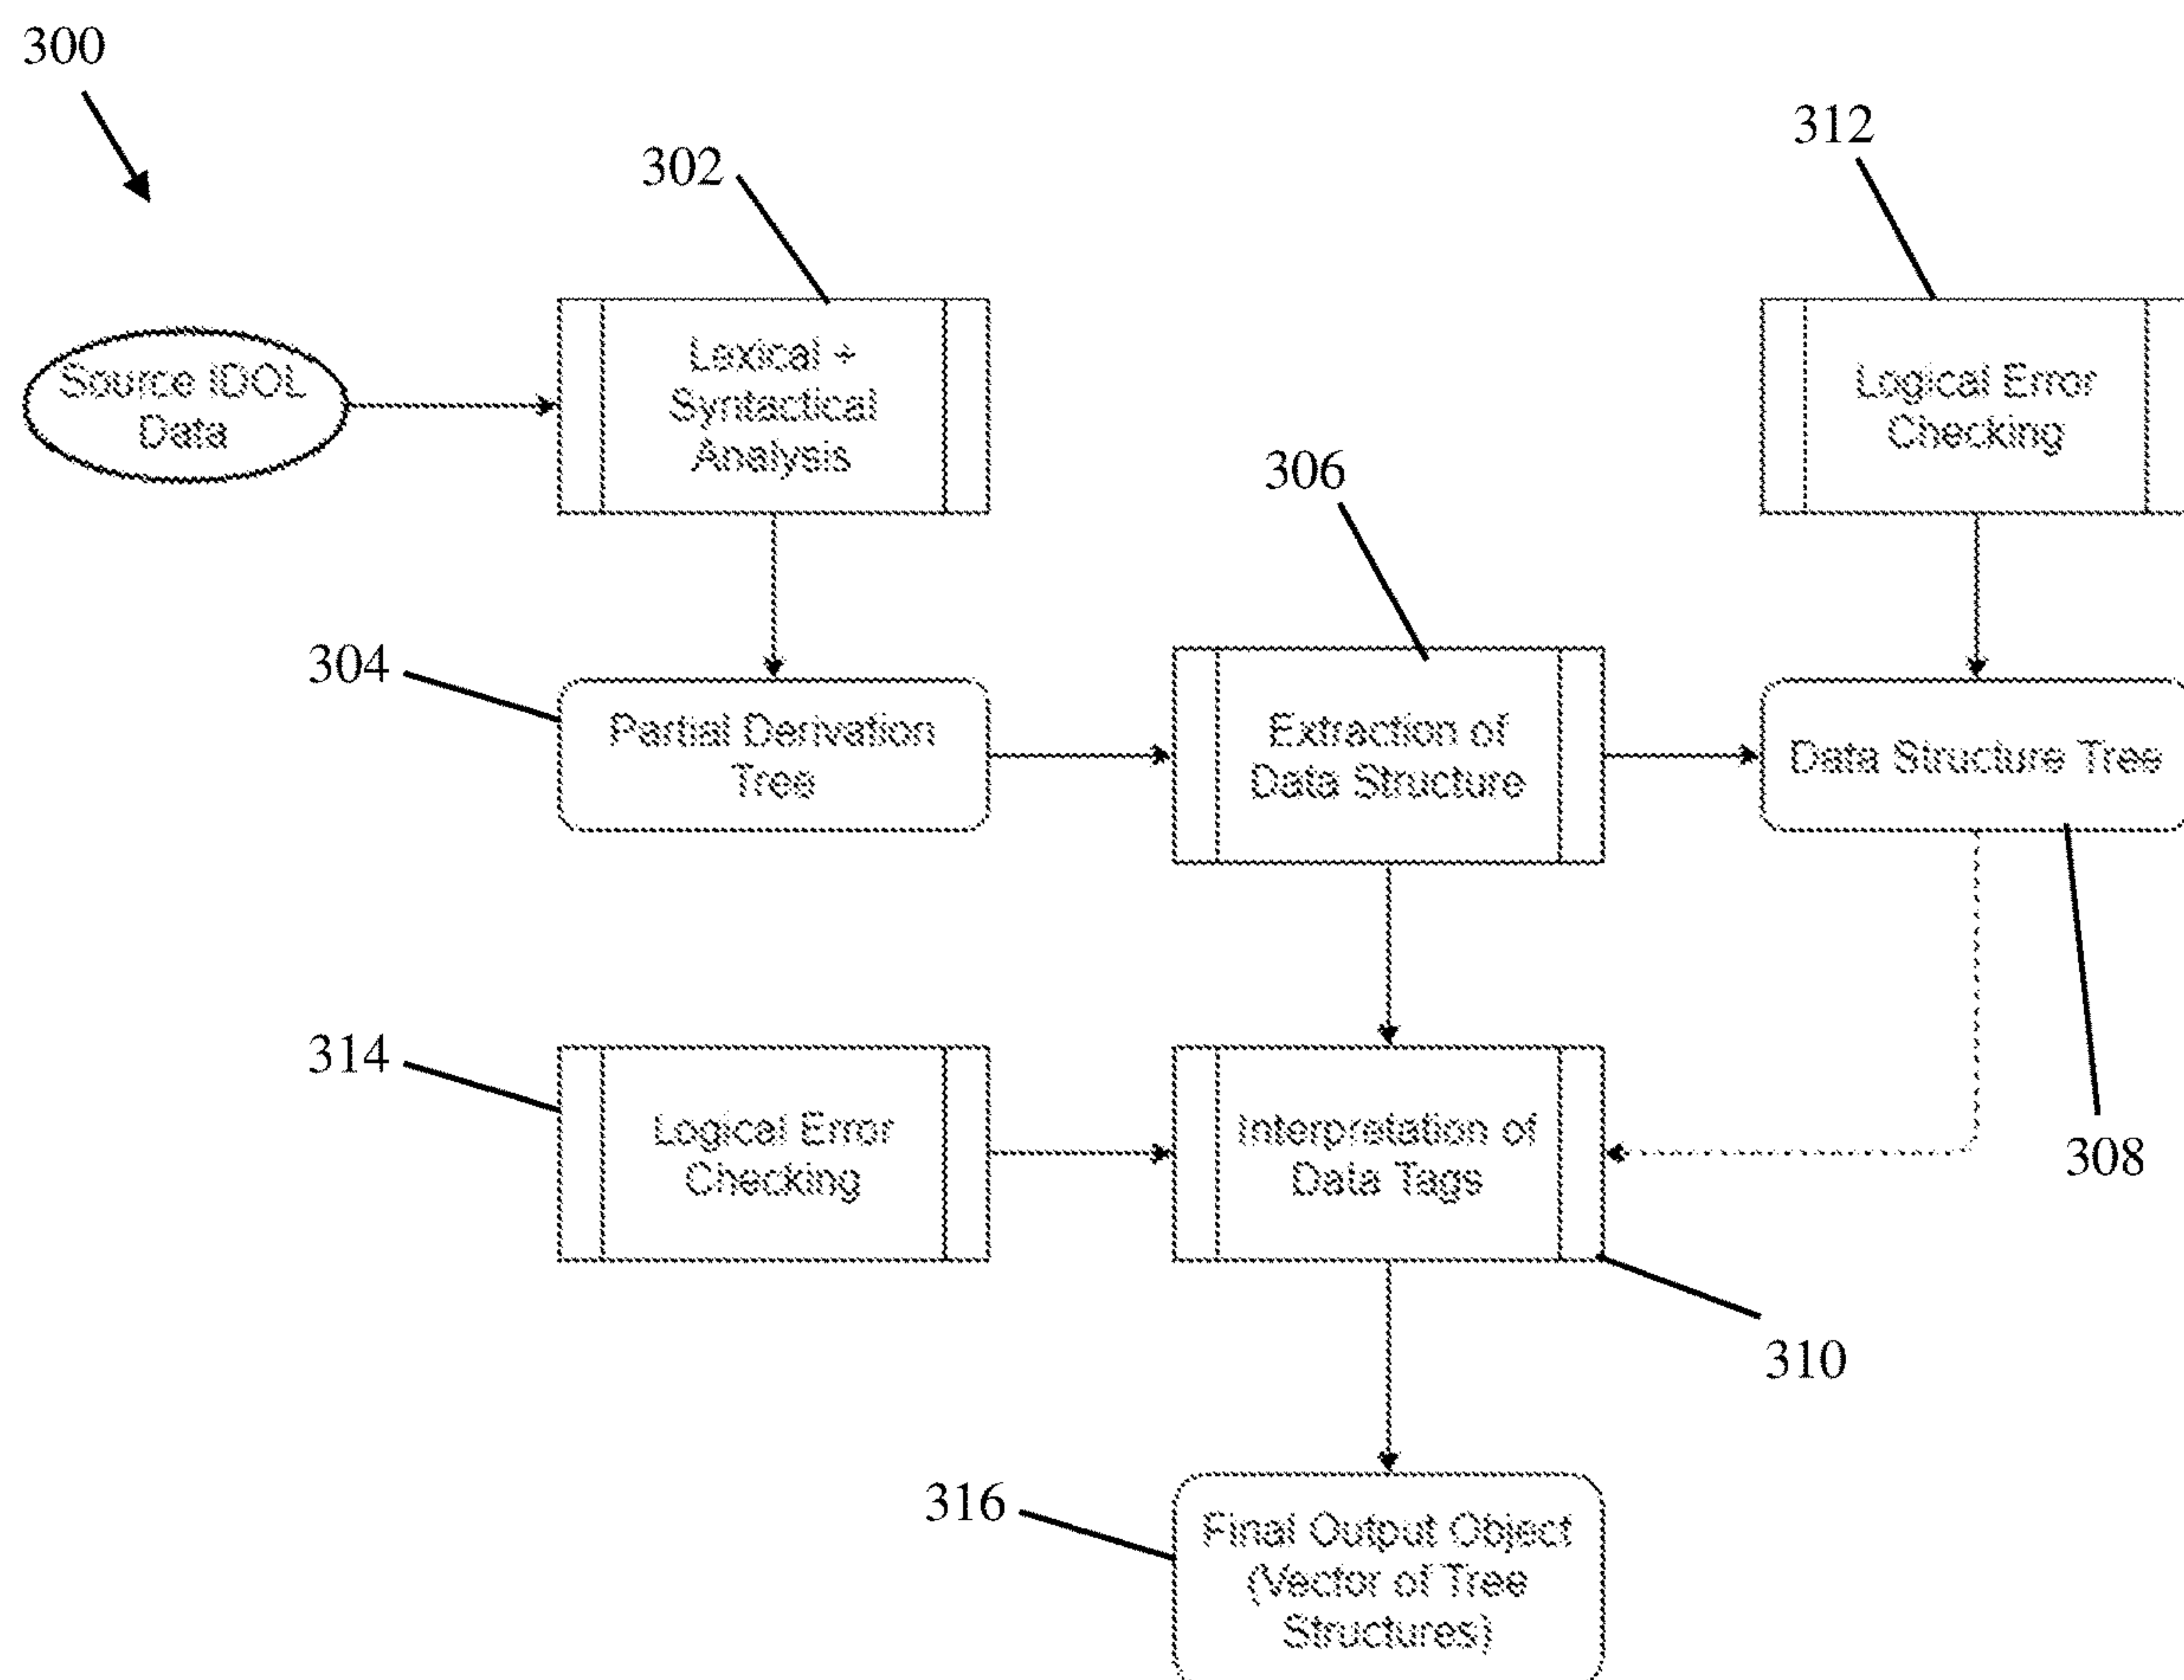 300
312
302
Source IDOL
Data
Lexical +
Syntactical
Analysis
Logical Error
Checking
306
304
Partial Derivation
Tree
Extraction of
Data Structure
Data Structure Tree
314
Logical Error
Checking
Interpretation of
Data Tags
308
310
316
Final Output Object
(Vector of Tree
Structures)